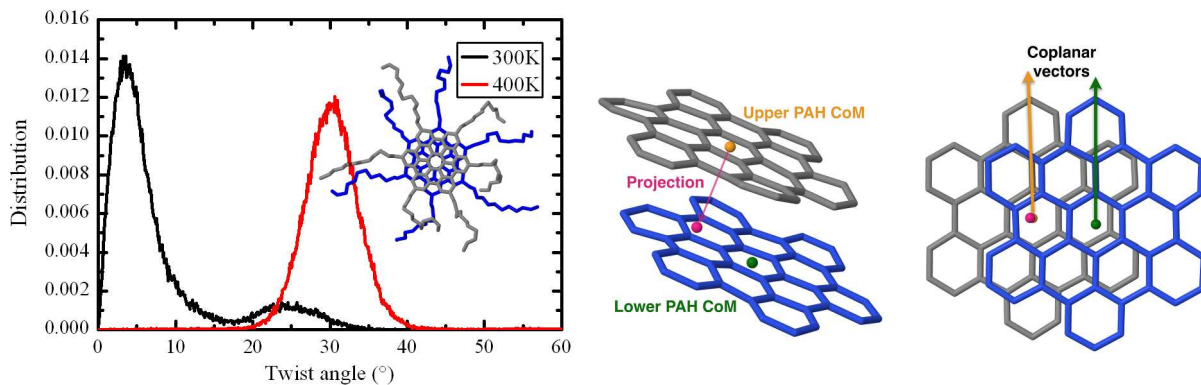 0.016
0.014
0.012
0.010
0.008
0.006
0.004
0.002
0.000
Distribution
0
10
20
30
40
50
60
Twist angle (°)
300K
400K
Upper PAH CoM
Projection
Lower PAH CoM
Coplanar
vectors